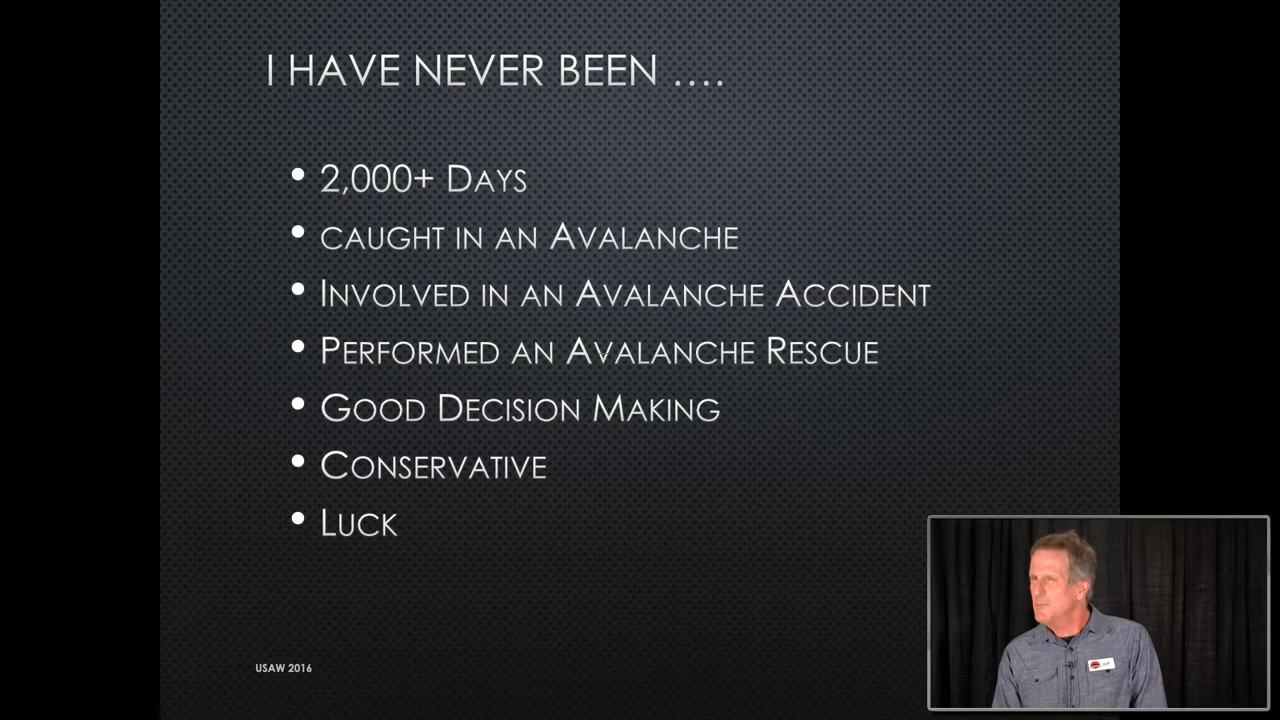 I HAVE NEVER BEEN ....
• 2,000+ DAYS
• CAUGHT IN AN AVALANCHE
• INVOLVED IN AN AVALANCHE ACCIDENT
• PERFORMED AN AVALANCHE RESCUE
• GOOD DECISION MAKING
• CONSERVATIVE
• LUCK
USAW 2016